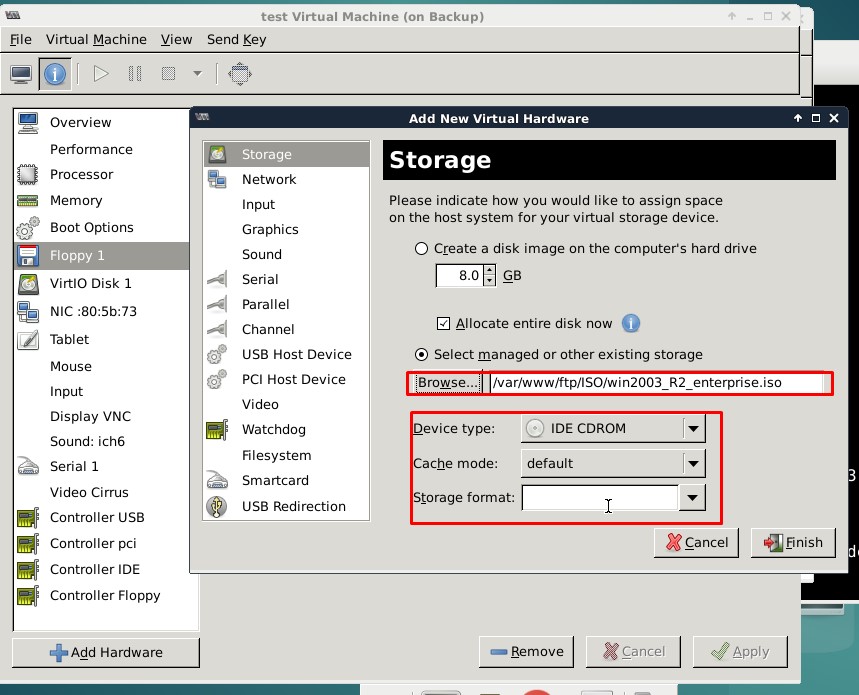 test Virtual Machine (on Backup)
File Virtual Machine View Send Key
Overview
Performance
Processor
Memory
Boot Options
Floppy 1
VirtIO Disk 1
NIC :80:5b:73
Tablet
Mouse
Input
Display VNC
Sound: ich6
Serial 1
Video Cirrus
Controller USB
Controller pci
Controller IDE
Controller Floppy
Add Hardware
Add New Virtual Hardware
Storage
Network
Input
Graphics
Sound
Serial
Parallel
Channel
USB Host Device
PCI Host Device
Video
Watchdog
Filesystem
Smartcard
USB Redirection
Storage
Please indicate how you would like to assign space
on the host system for your virtual storage device.
Create a disk image on the computer's hard drive
8.0 GB
Allocate entire disk now
Select managed or other existing storage
Browse... /var/www/ftp/ISO/win2003_R2_enterprise.iso
Device type: IDE CDROM
Cache mode: default
Storage format:
Cancel Finish
Remove Cancel Apply